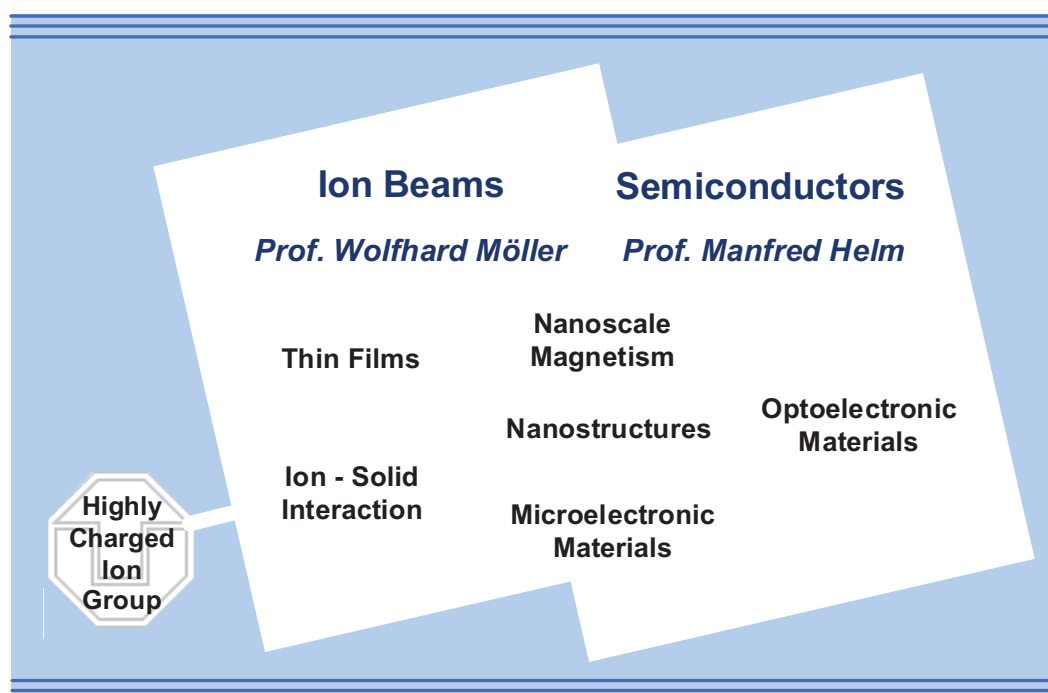 Ion Beams
Semiconductors
Prof. Wolfhard Möller
Prof. Manfred Helm
Thin Films
Nanoscale
Magnetism
Nanostructures
Optoelectronic
Materials
Ion - Solid
Interaction
Microelectronic
Materials
Highly
Charged
Ion
Group